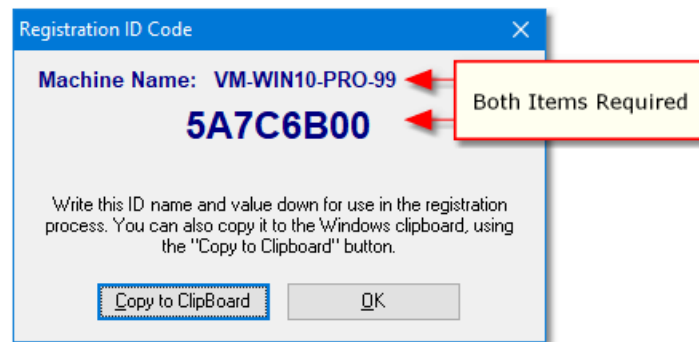 Registration ID Code
Machine Name: VM-WIN10-PRO-99
Both Items Required
5A7C6B00
Write this ID name and value down for use in the registration
process. You can also copy it to the Windows clipboard, using
the "Copy to Clipboard" button.
Copy to ClipBoard
OK